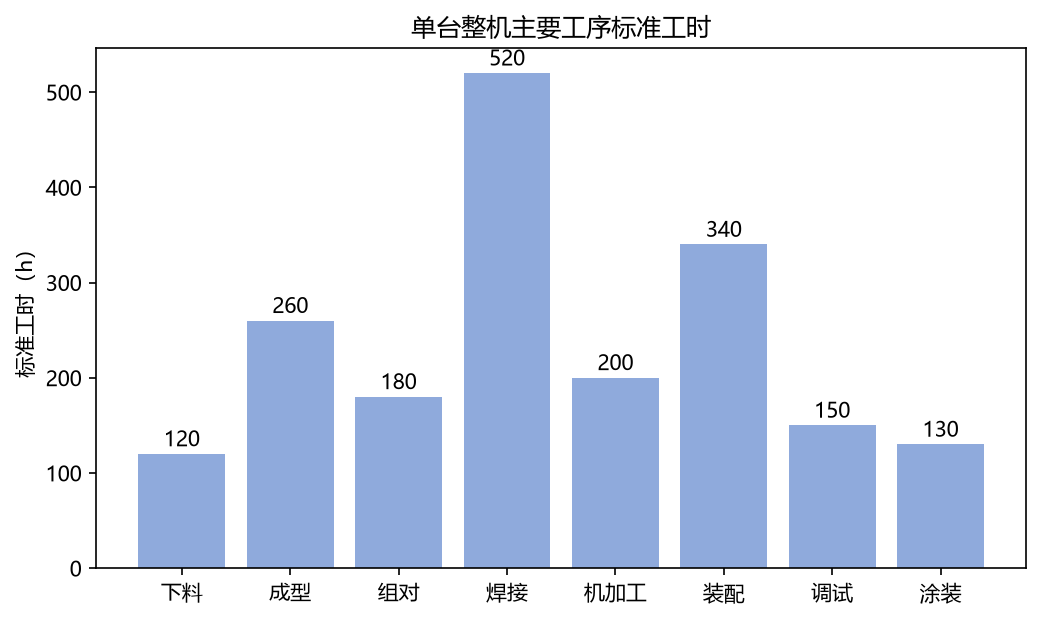 单台整机主要工序标准工时
标准工时（h）
500
400
300
200
100
0
120
260
180
520
200
340
150
130
下料
成型
组对
焊接
机加工
装配
调试
涂装